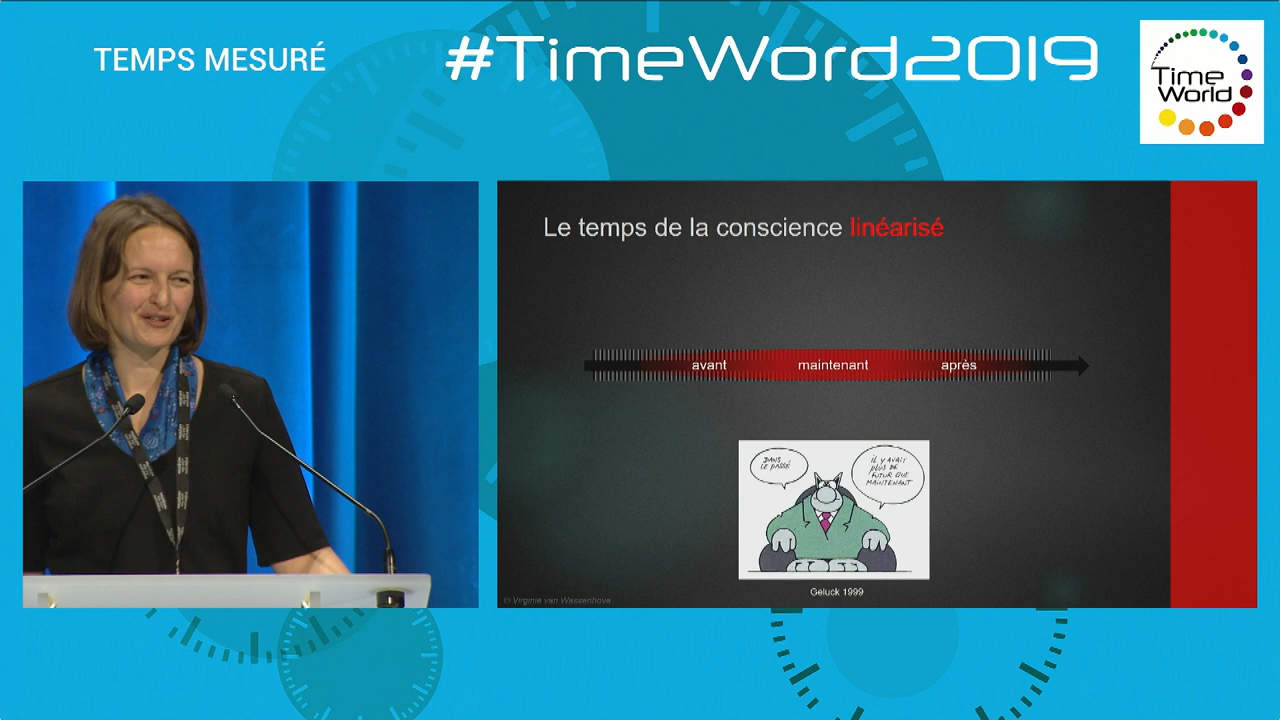 TEMPS MESURÉ
#TimeWord2019
Time
World
Le temps de la conscience linéarisé
avant maintenant après
DANS
LE PASSÉ
IL Y AVAIT
PLUS DE
FUTUR QUE
MAINTENANT
Geluck 1999
© Virginie van Wassenhove